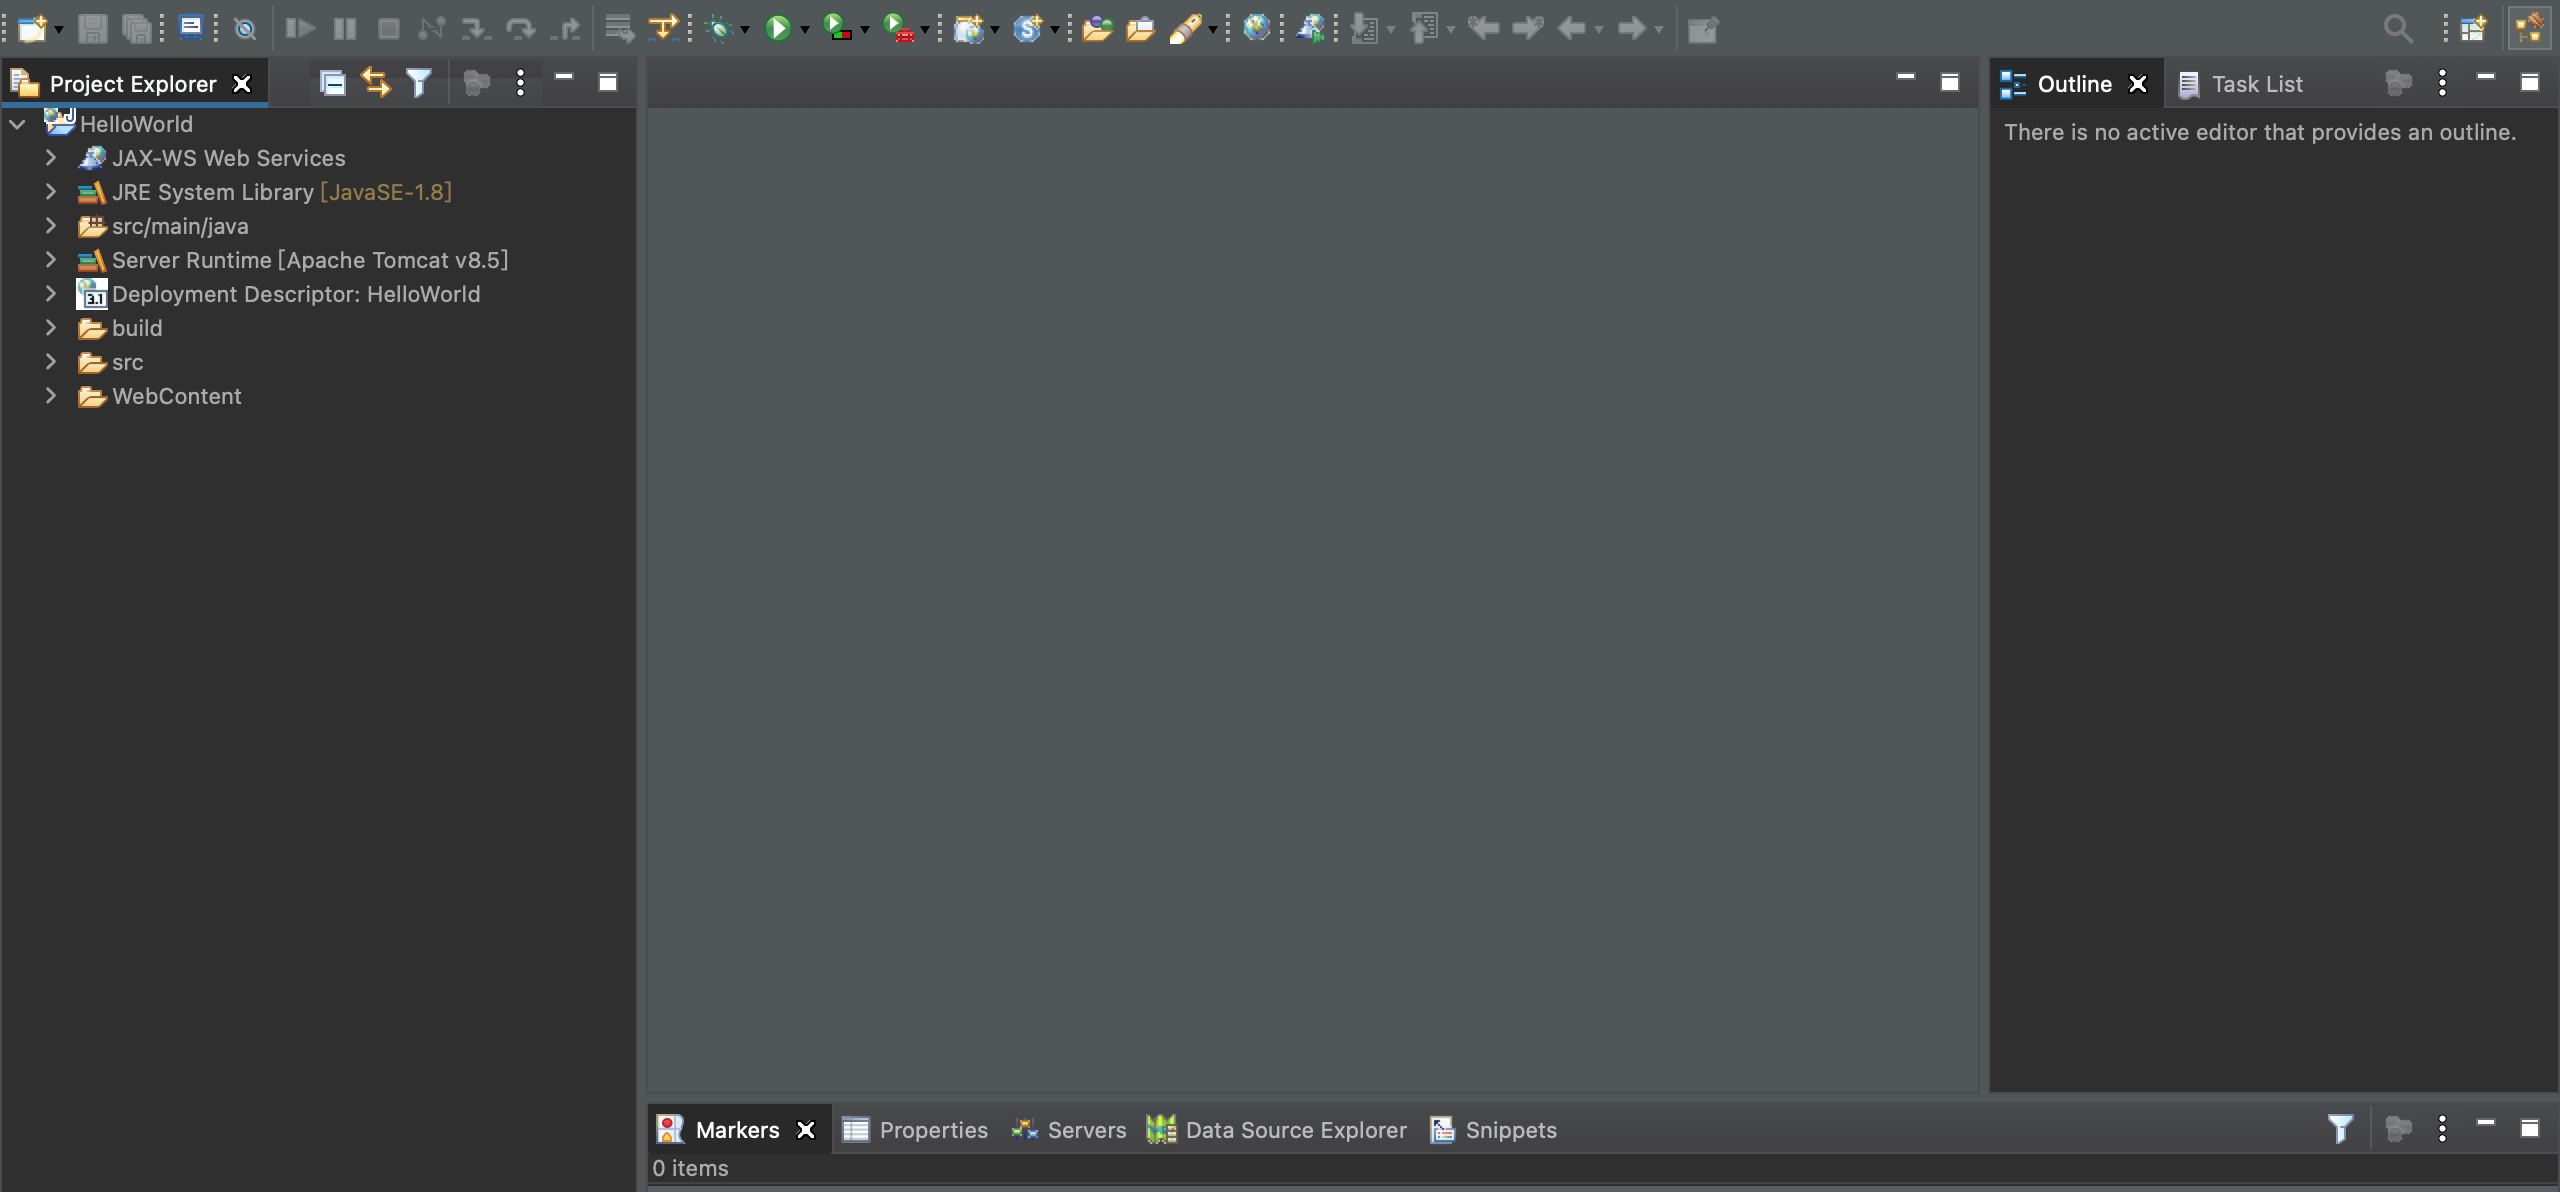 Project Explorer
HelloWorld
JAX-WS Web Services
JRE System Library [JavaSE-1.8]
src/main/java
Server Runtime [Apache Tomcat v8.5]
3.1 Deployment Descriptor: HelloWorld
build
src
WebContent
Outline
Task List
There is no active editor that provides an outline.
Markers
Properties
Servers
Data Source Explorer
Snippets
0 items